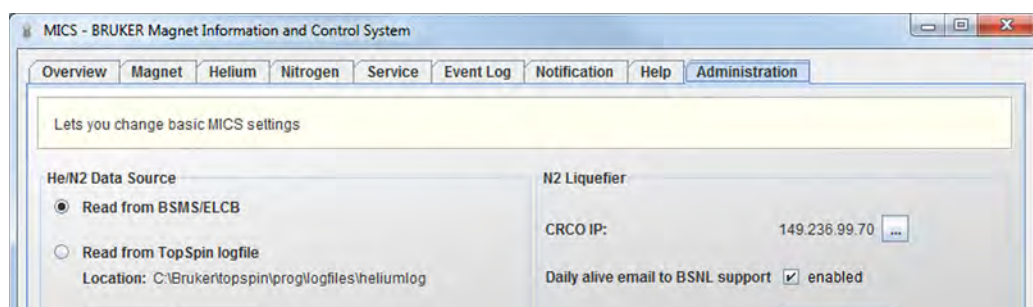 MICS - BRUKER Magnet Information and Control System
Overview Magnet Helium Nitrogen Service Event Log Notification Help Administration
Lets you change basic MICS settings
He/N2 Data Source
Read from BSMS/ELCB
Read from TopSpin logfile
Location: C:\Bruker\topspin\prog\logfiles\heliumlog
N2 Liquefier
CRCO IP: 149.236.99.70 ...
Daily alive email to BSNL support enabled